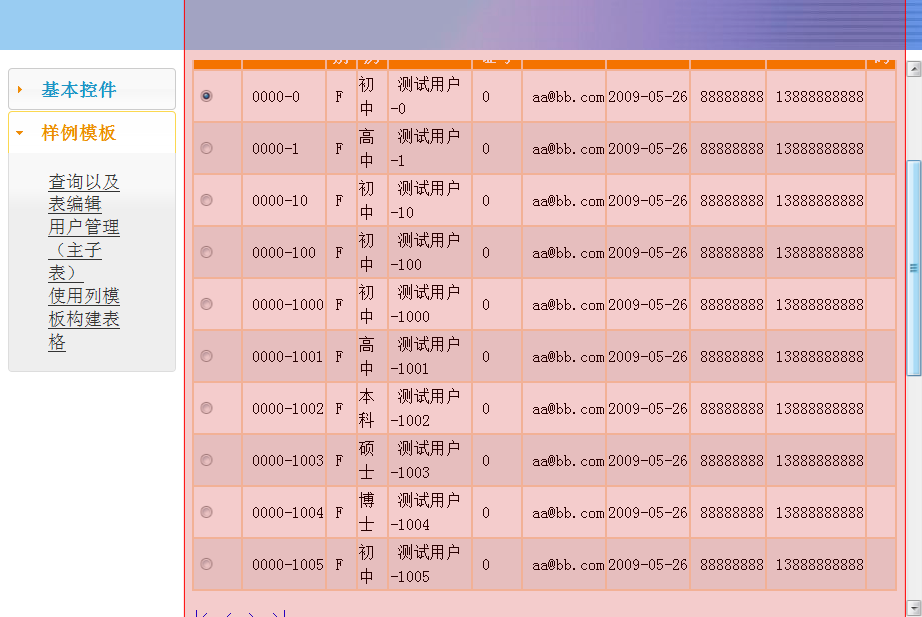 基本控件
样例模板
查询以及
表编辑
用户管理
（主子
表）
使用列模
板构建表
格
0000-0 F 初中 测试用户-0 0 aa@bb.com 2009-05-26 88888888 13888888888
0000-1 F 高中 测试用户-1 0 aa@bb.com 2009-05-26 88888888 13888888888
0000-10 F 初中 测试用户-10 0 aa@bb.com 2009-05-26 88888888 13888888888
0000-100 F 初中 测试用户-100 0 aa@bb.com 2009-05-26 88888888 13888888888
0000-1000 F 初中 测试用户-1000 0 aa@bb.com 2009-05-26 88888888 13888888888
0000-1001 F 高中 测试用户-1001 0 aa@bb.com 2009-05-26 88888888 13888888888
0000-1002 F 本科 测试用户-1002 0 aa@bb.com 2009-05-26 88888888 13888888888
0000-1003 F 硕士 测试用户-1003 0 aa@bb.com 2009-05-26 88888888 13888888888
0000-1004 F 博士 测试用户-1004 0 aa@bb.com 2009-05-26 88888888 13888888888
0000-1005 F 初中 测试用户-1005 0 aa@bb.com 2009-05-26 88888888 13888888888